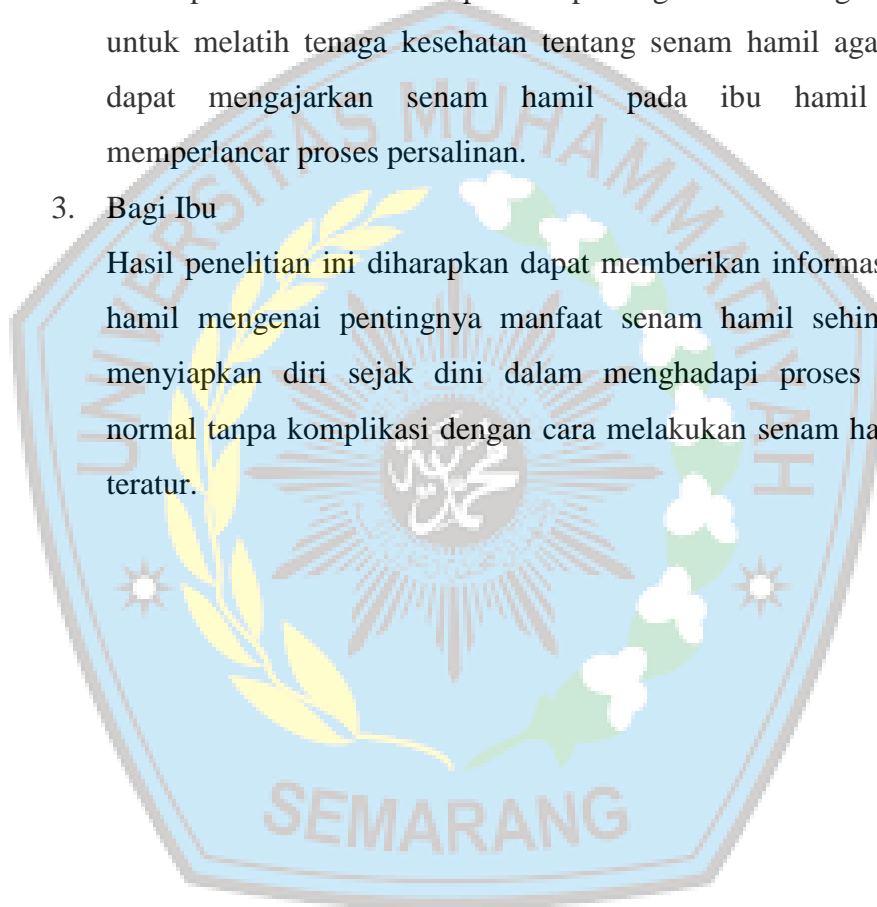 untuk melatih tenaga kesehatan tentang senam hamil aga
dapat mengajarkan senam hamil pada ibu hamil
memperlancar proses persalinan.
3. Bagi Ibu
Hasil penelitian ini diharapkan dapat memberikan informas
hamil mengenai pentingnya manfaat senam hamil sehin
menyiapkan diri sejak dini dalam menghadapi proses
normal tanpa komplikasi dengan cara melakukan senam ha
teratur.
UNIVERSITAS MUHAMMADIYAH
SEMARANG